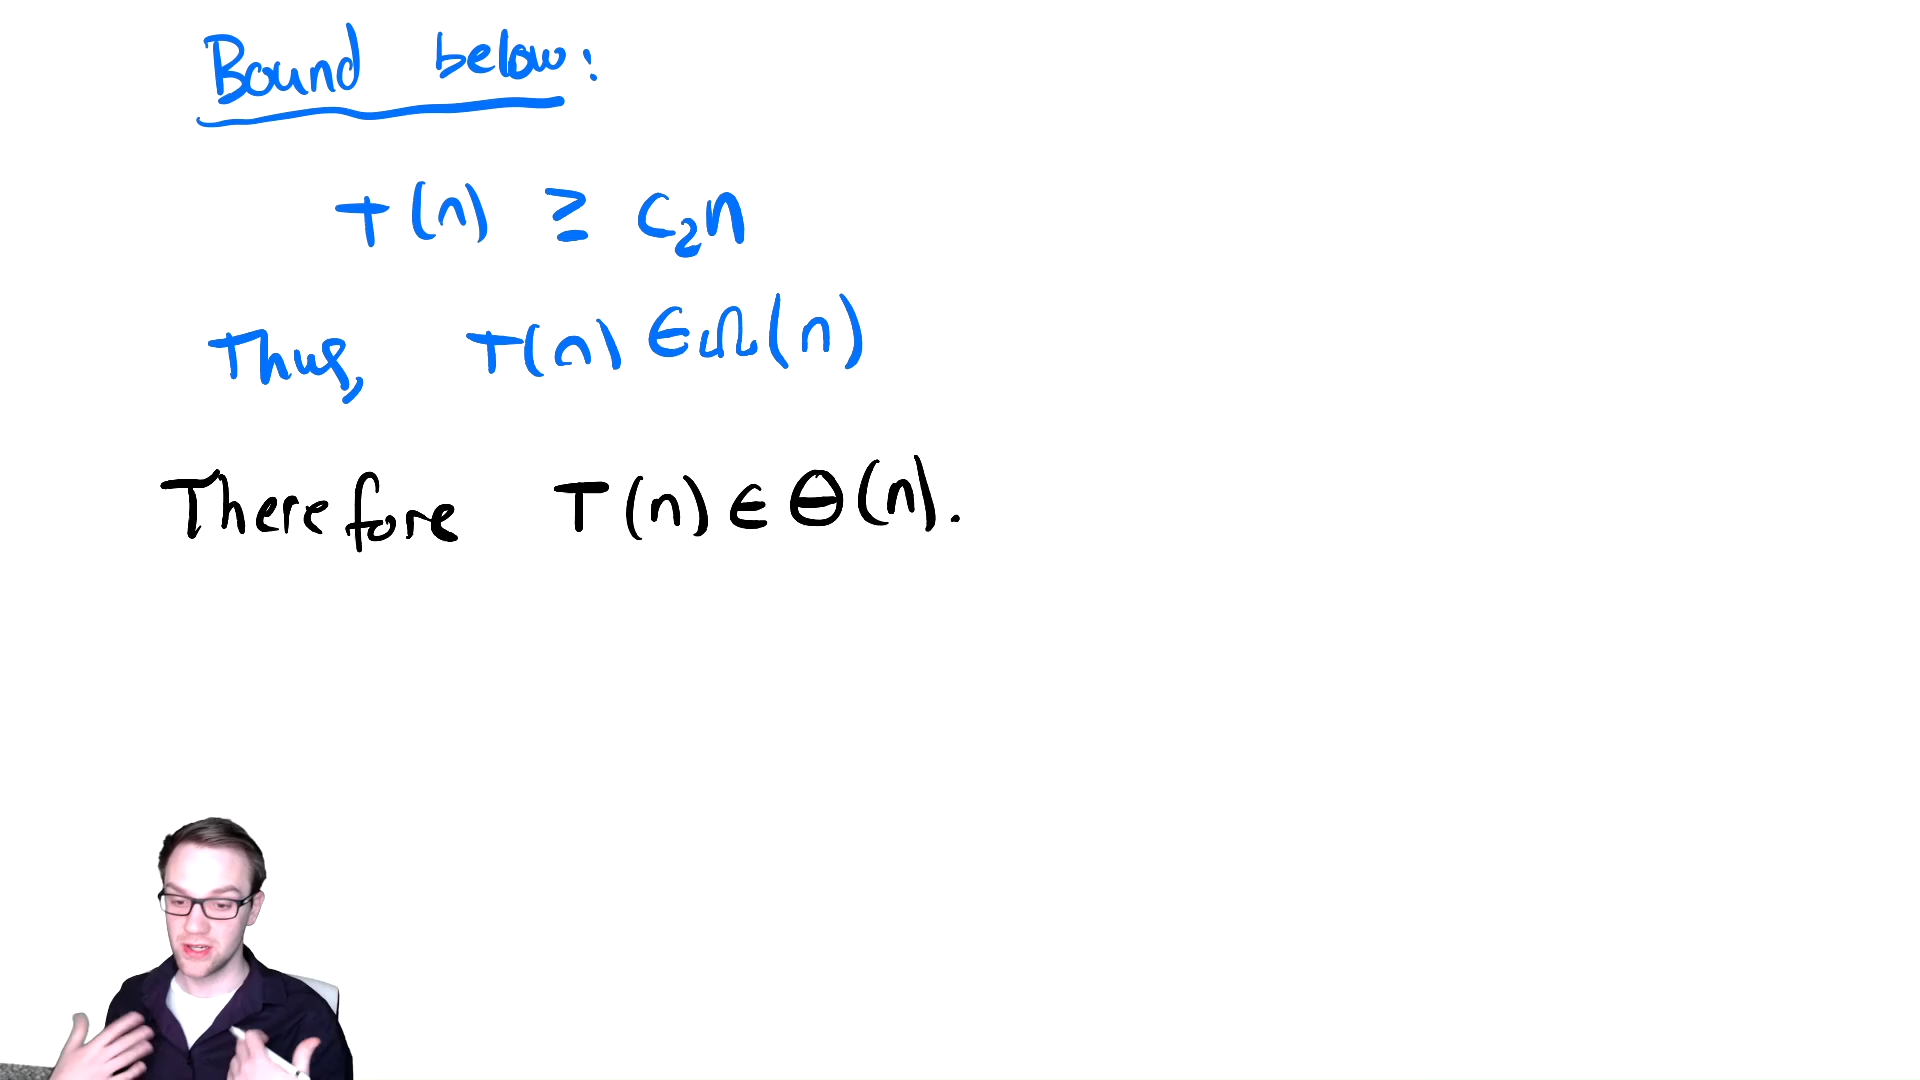 Bound below:
T(n) ≥ c₂n
Thus, T(n) ∈ Ω(n)
Therefore T(n) ∈ Θ(n).